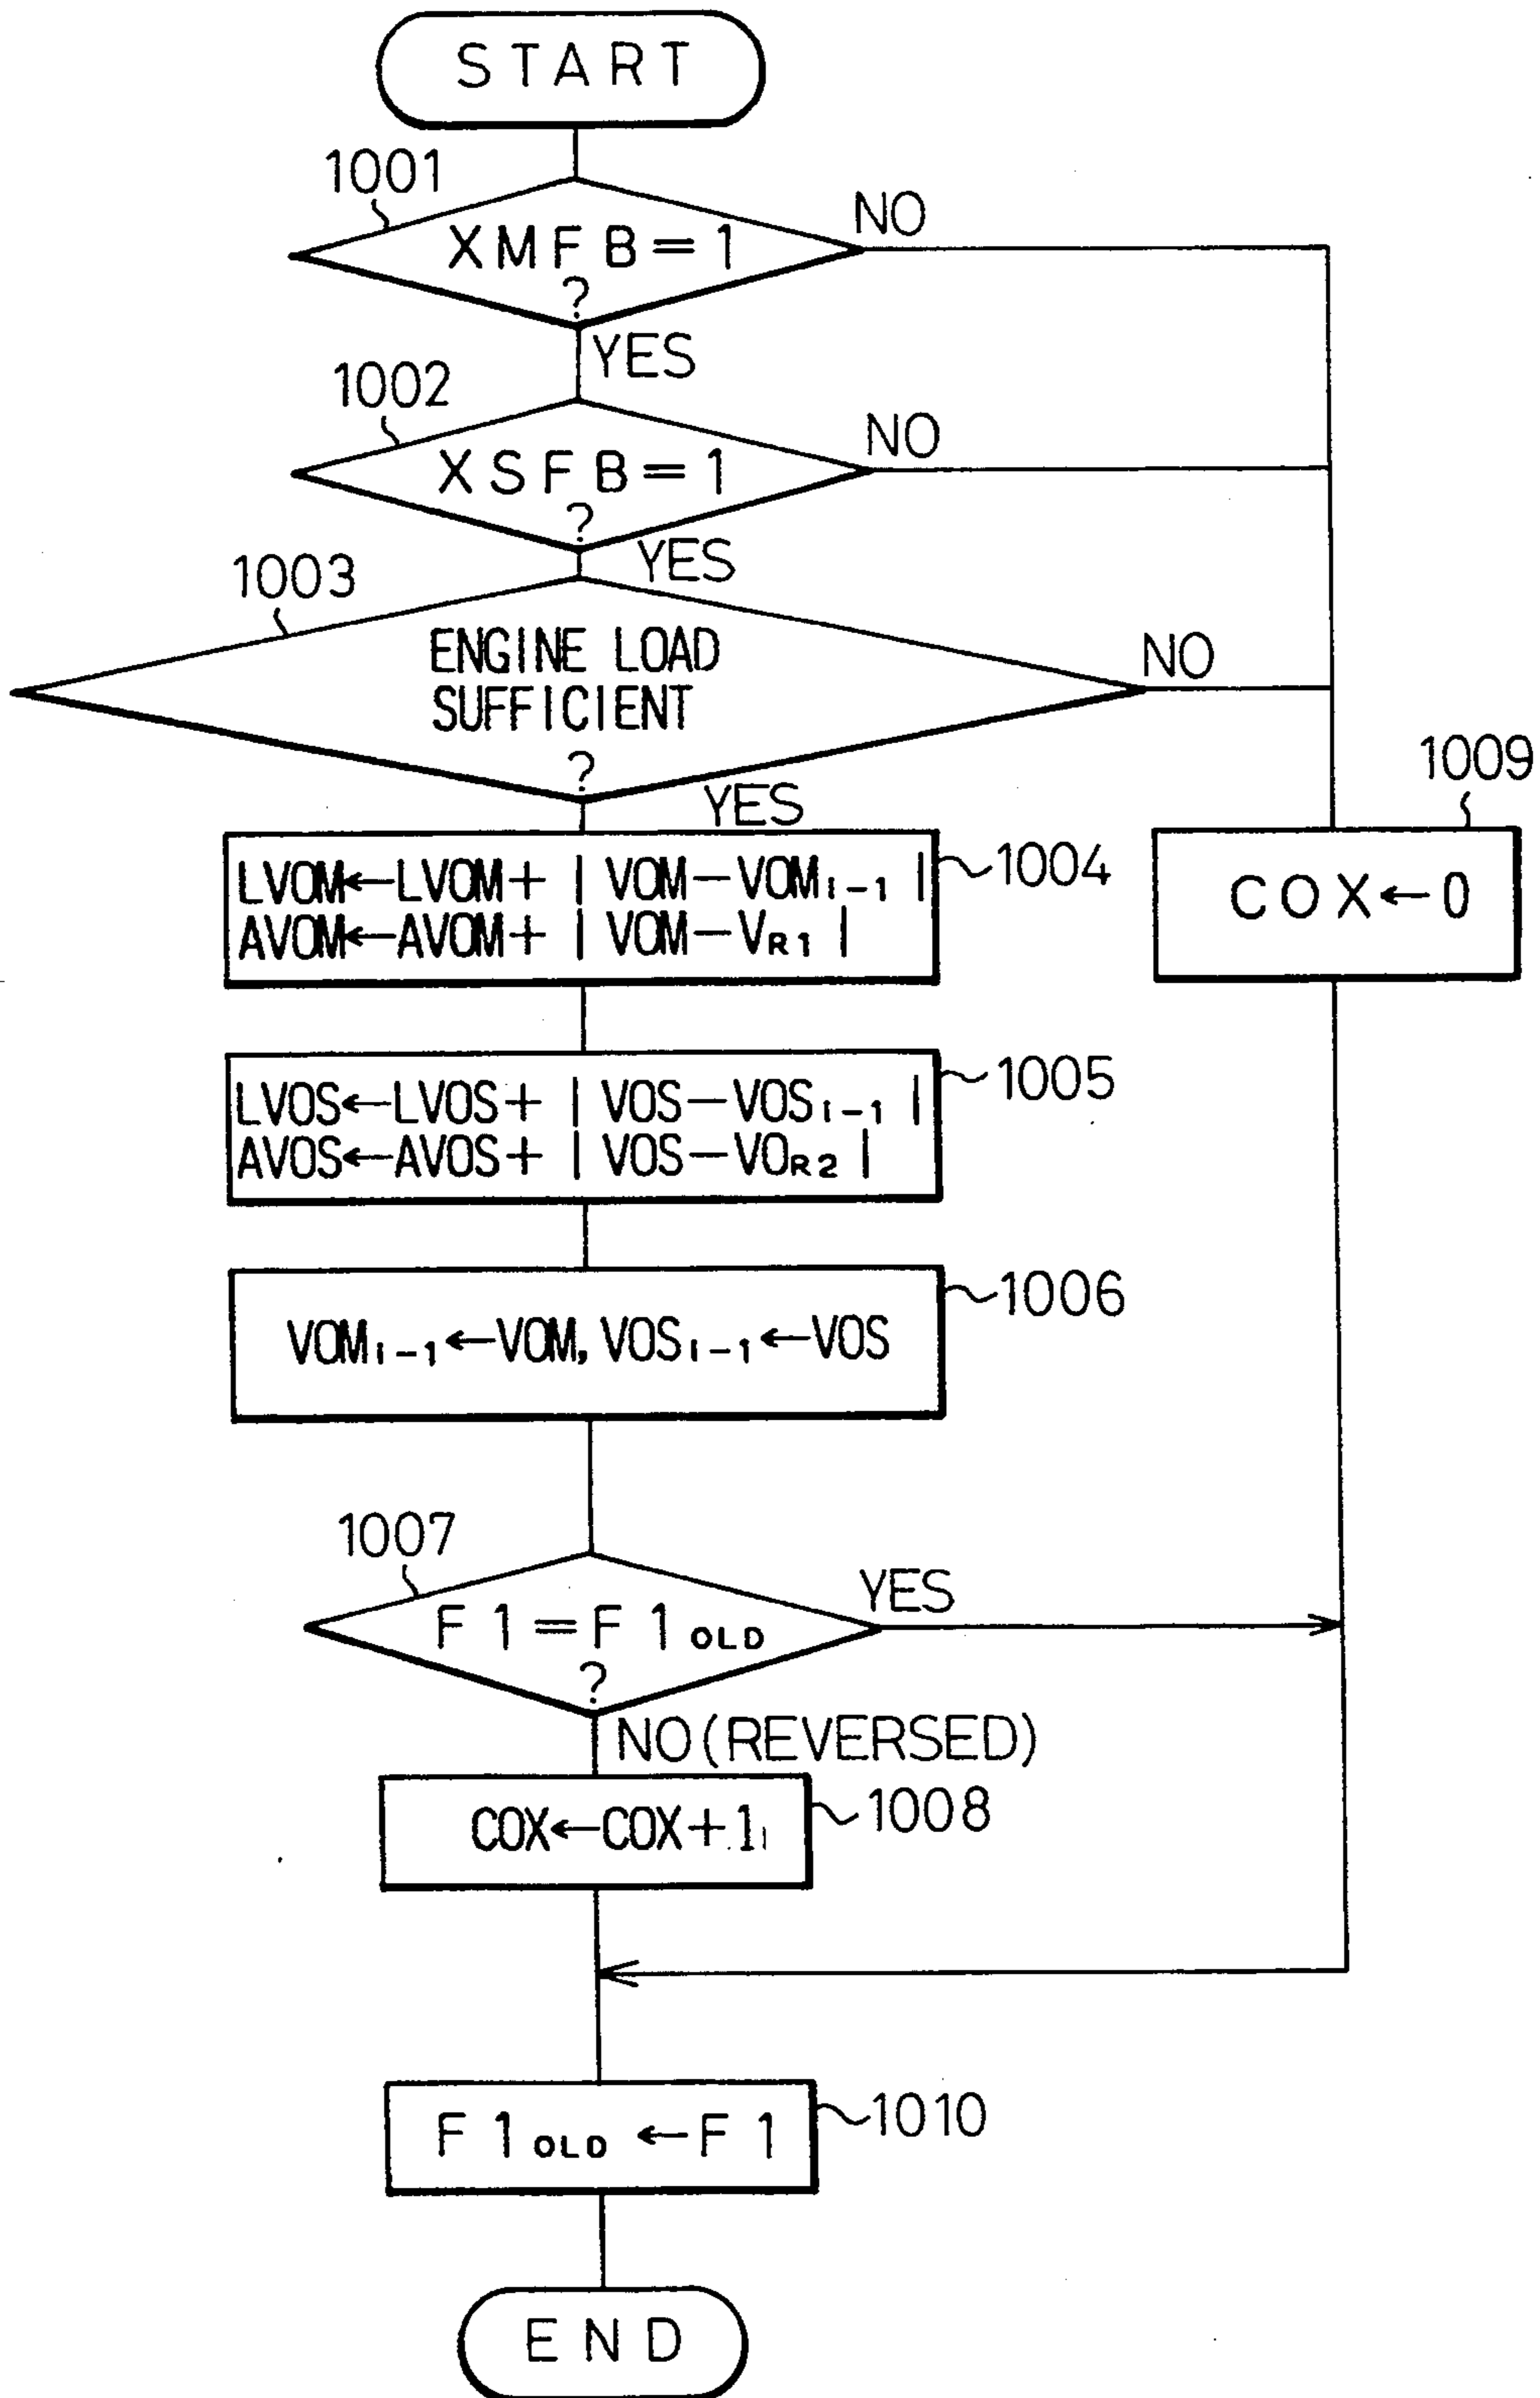 START
1001
NO
XMFB=1
?
YES
1002
NO
XSFB=1
?
YES
1003
ENGINE LOAD
SUFFICIENT
?
NO
YES
1009
COX←0
LVOM←LVOM+|VOM−VOMi-1|
AVOM←AVOM+|VOM−VR1|
1004
LVOS←LVOS+|VOS−VOSi-1|
AVOS←AVOS+|VOS−VOR2|
1005
VOMi-1←VOM, VOSi-1←VOS
1006
1007
F1=F1OLD
?
YES
NO(REVERSED)
COX←COX+1
1008
F1OLD←F1
1010
END